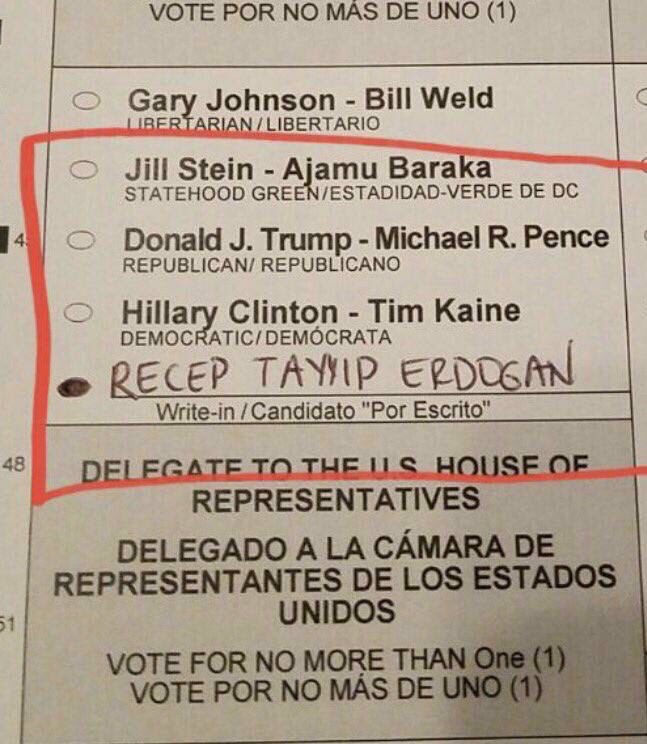 VOTE POR NO MÁS DE UNO (1)
Gary Johnson - Bill Weld
LIBERTARIAN/LIBERTARIO
Jill Stein - Ajamu Baraka
STATEHOOD GREEN/ESTADIDAD-VERDE DE DC
4
Donald J. Trump - Michael R. Pence
REPUBLICAN/ REPUBLICANO
Hillary Clinton - Tim Kaine
DEMOCRATIC/DEMÓCRATA
RECEP TAYYIP ERDOGAN
Write-in / Candidato "Por Escrito"
48
DELEGATE TO THE U.S. HOUSE OF
REPRESENTATIVES
DELEGADO A LA CÁMARA DE
REPRESENTANTES DE LOS ESTADOS
UNIDOS
51
VOTE FOR NO MORE THAN One (1)
VOTE POR NO MÁS DE UNO (1)